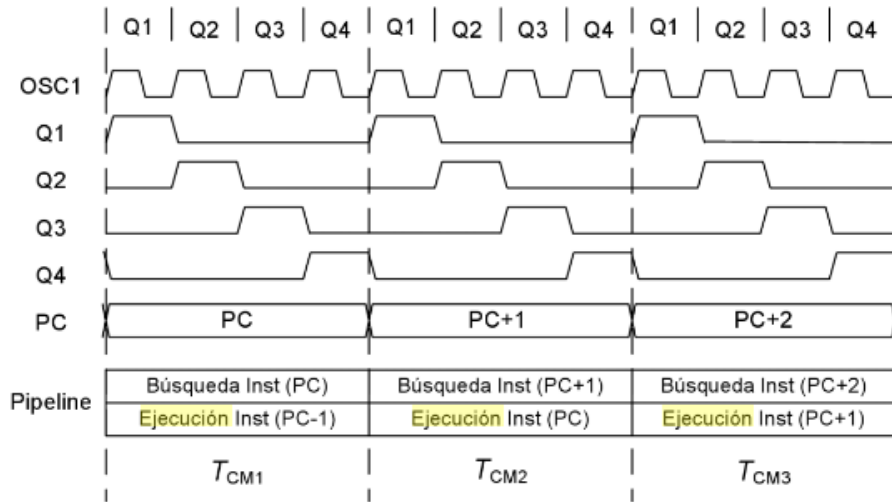 Q1 | Q2 | Q3 | Q4 | Q1 | Q2 | Q3 | Q4 | Q1 | Q2 | Q3 | Q4
OSC1
Q1
Q2
Q3
Q4
PC PC PC+1 PC+2
Búsqueda Inst (PC) Búsqueda Inst (PC+1) Búsqueda Inst (PC+2)
Pipeline
Ejecución Inst (PC-1) Ejecución Inst (PC) Ejecución Inst (PC+1)
TCM1 TCM2 TCM3